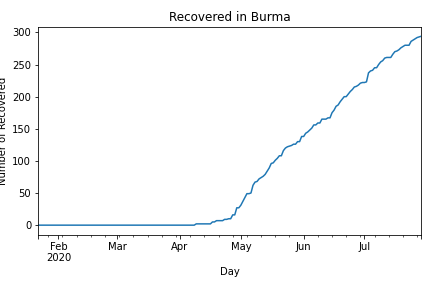 Recovered in Burma
Number of Recovered
300
250
200
150
100
50
0
Feb
2020
Mar
Apr
May
Jun
Jul
Day